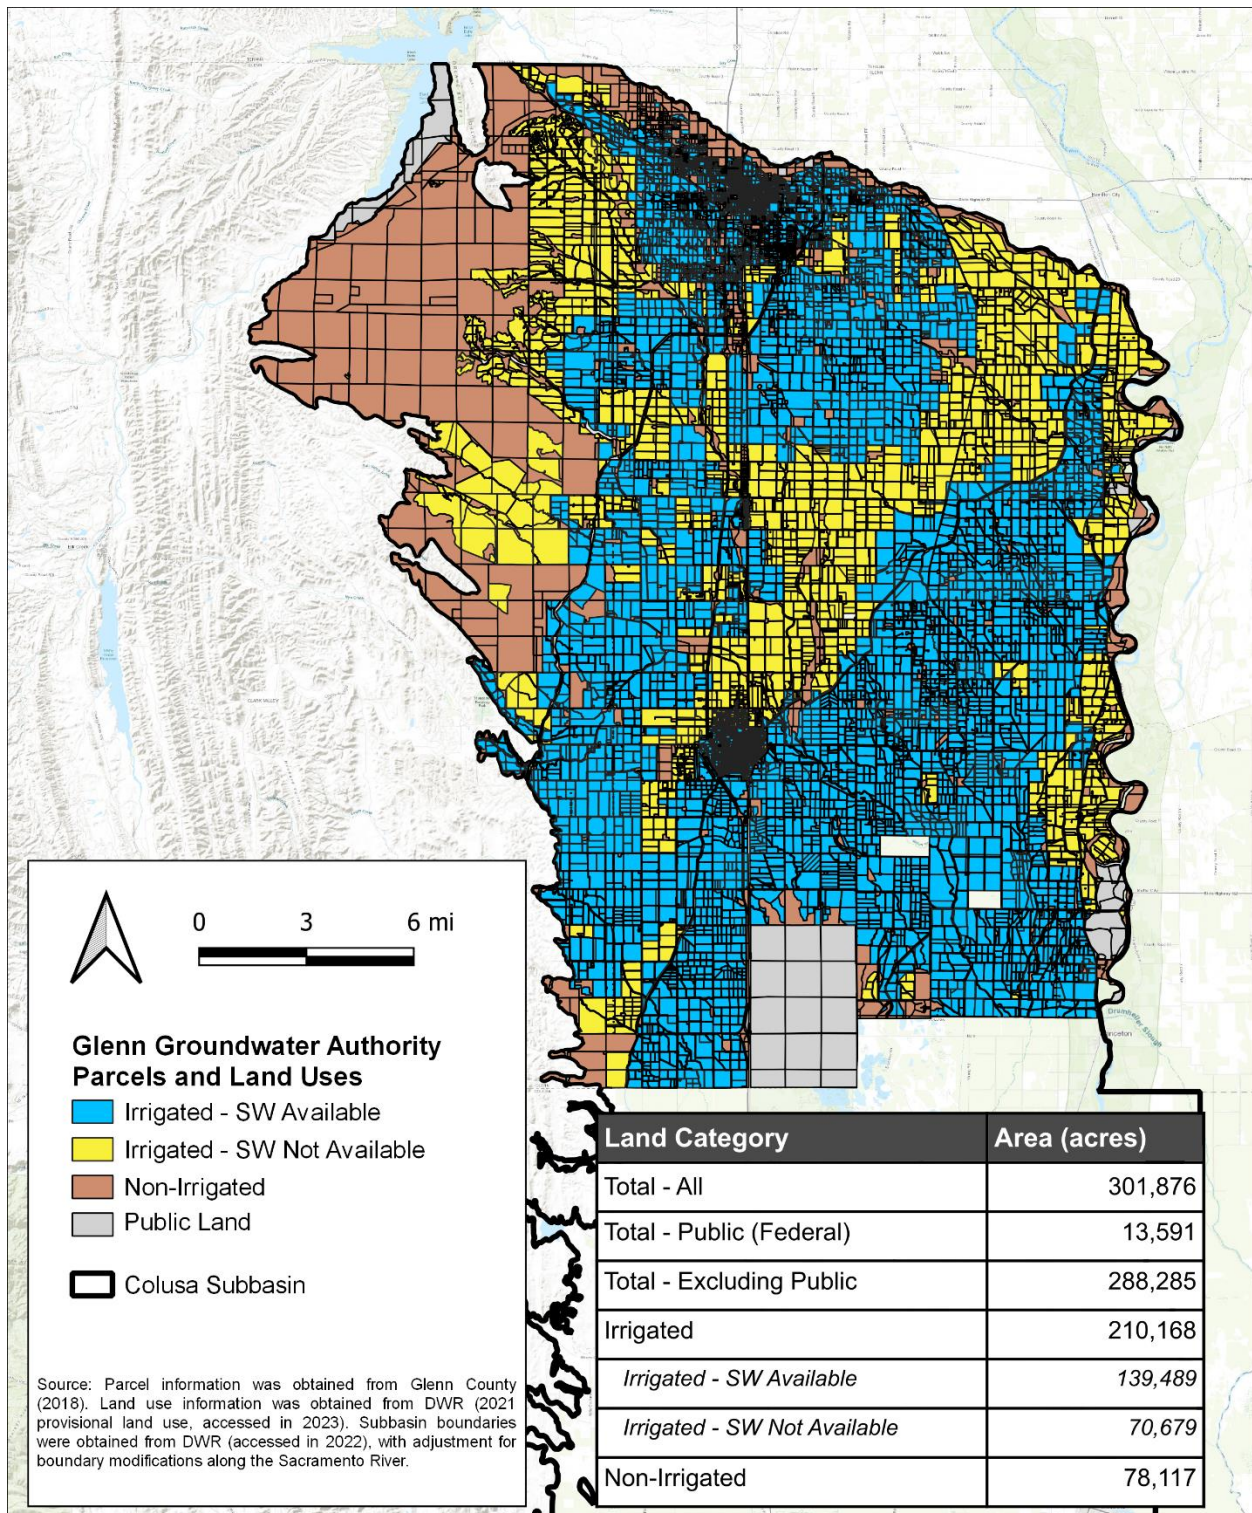 Hamilton City
Drumheller Slough
0 3 6 mi
Glenn Groundwater Authority
Parcels and Land Uses
Irrigated - SW Available
Irrigated - SW Not Available
Non-Irrigated
Public Land
Colusa Subbasin
Source: Parcel information was obtained from Glenn County
(2018). Land use information was obtained from DWR (2021
provisional land use, accessed in 2023). Subbasin boundaries
were obtained from DWR (accessed in 2022), with adjustment for
boundary modifications along the Sacramento River.
Land Category Area (acres)
Total - All 301,876
Total - Public (Federal) 13,591
Total - Excluding Public 288,285
Irrigated 210,168
Irrigated - SW Available 139,489
Irrigated - SW Not Available 70,679
Non-Irrigated 78,117